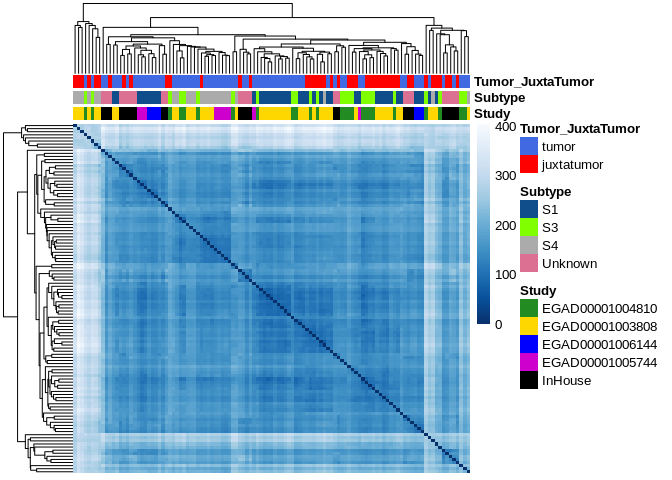 Tumor_JuxtaTumor
Subtype
Study
400
300
200
100
0
Tumor_JuxtaTumor
tumor
juxtatumor
Subtype
S1
S3
S4
Unknown
Study
EGAD00001004810
EGAD00001003808
EGAD00001006144
EGAD00001005744
InHouse